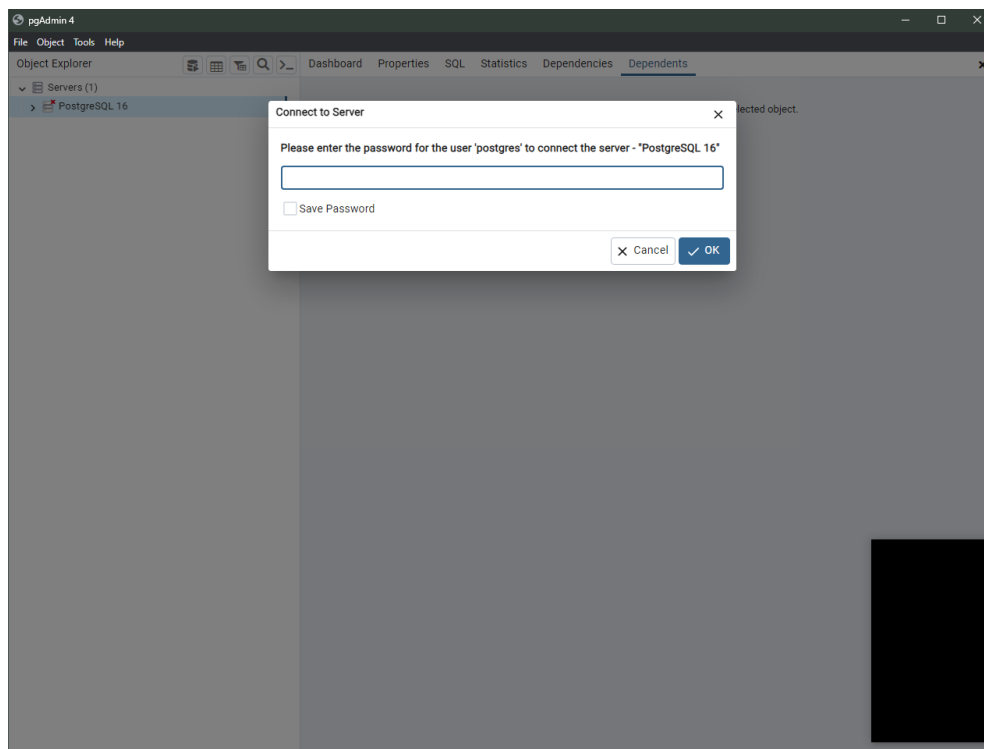 pgAdmin 4
File Object Tools Help
Object Explorer
Dashboard Properties SQL Statistics Dependencies Dependents
Servers (1)
PostgreSQL 16
lected object.
Connect to Server
Please enter the password for the user 'postgres' to connect the server - "PostgreSQL 16"
Save Password
Cancel OK